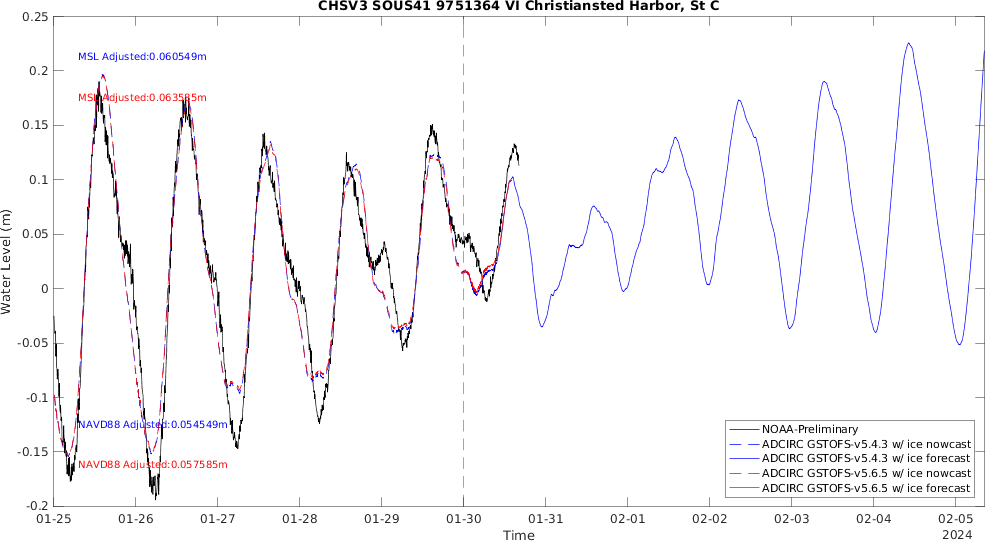 CHSV3 SOUS41 9751364 VI Christiansted Harbor, St C
0.25
0.2
0.15
0.1
0.05
0
-0.05
-0.1
-0.15
-0.2
Water Level (m)
MSL Adjusted:0.060549m
MSL Adjusted:0.063585m
NAVD88 Adjusted:0.054549m
NAVD88 Adjusted:0.057585m
NOAA-Preliminary
ADCIRC GSTOFS-v5.4.3 w/ ice nowcast
ADCIRC GSTOFS-v5.4.3 w/ ice forecast
ADCIRC GSTOFS-v5.6.5 w/ ice nowcast
ADCIRC GSTOFS-v5.6.5 w/ ice forecast
01-25 01-26 01-27 01-28 01-29 01-30 01-31 02-01 02-02 02-03 02-04 02-05
Time 2024